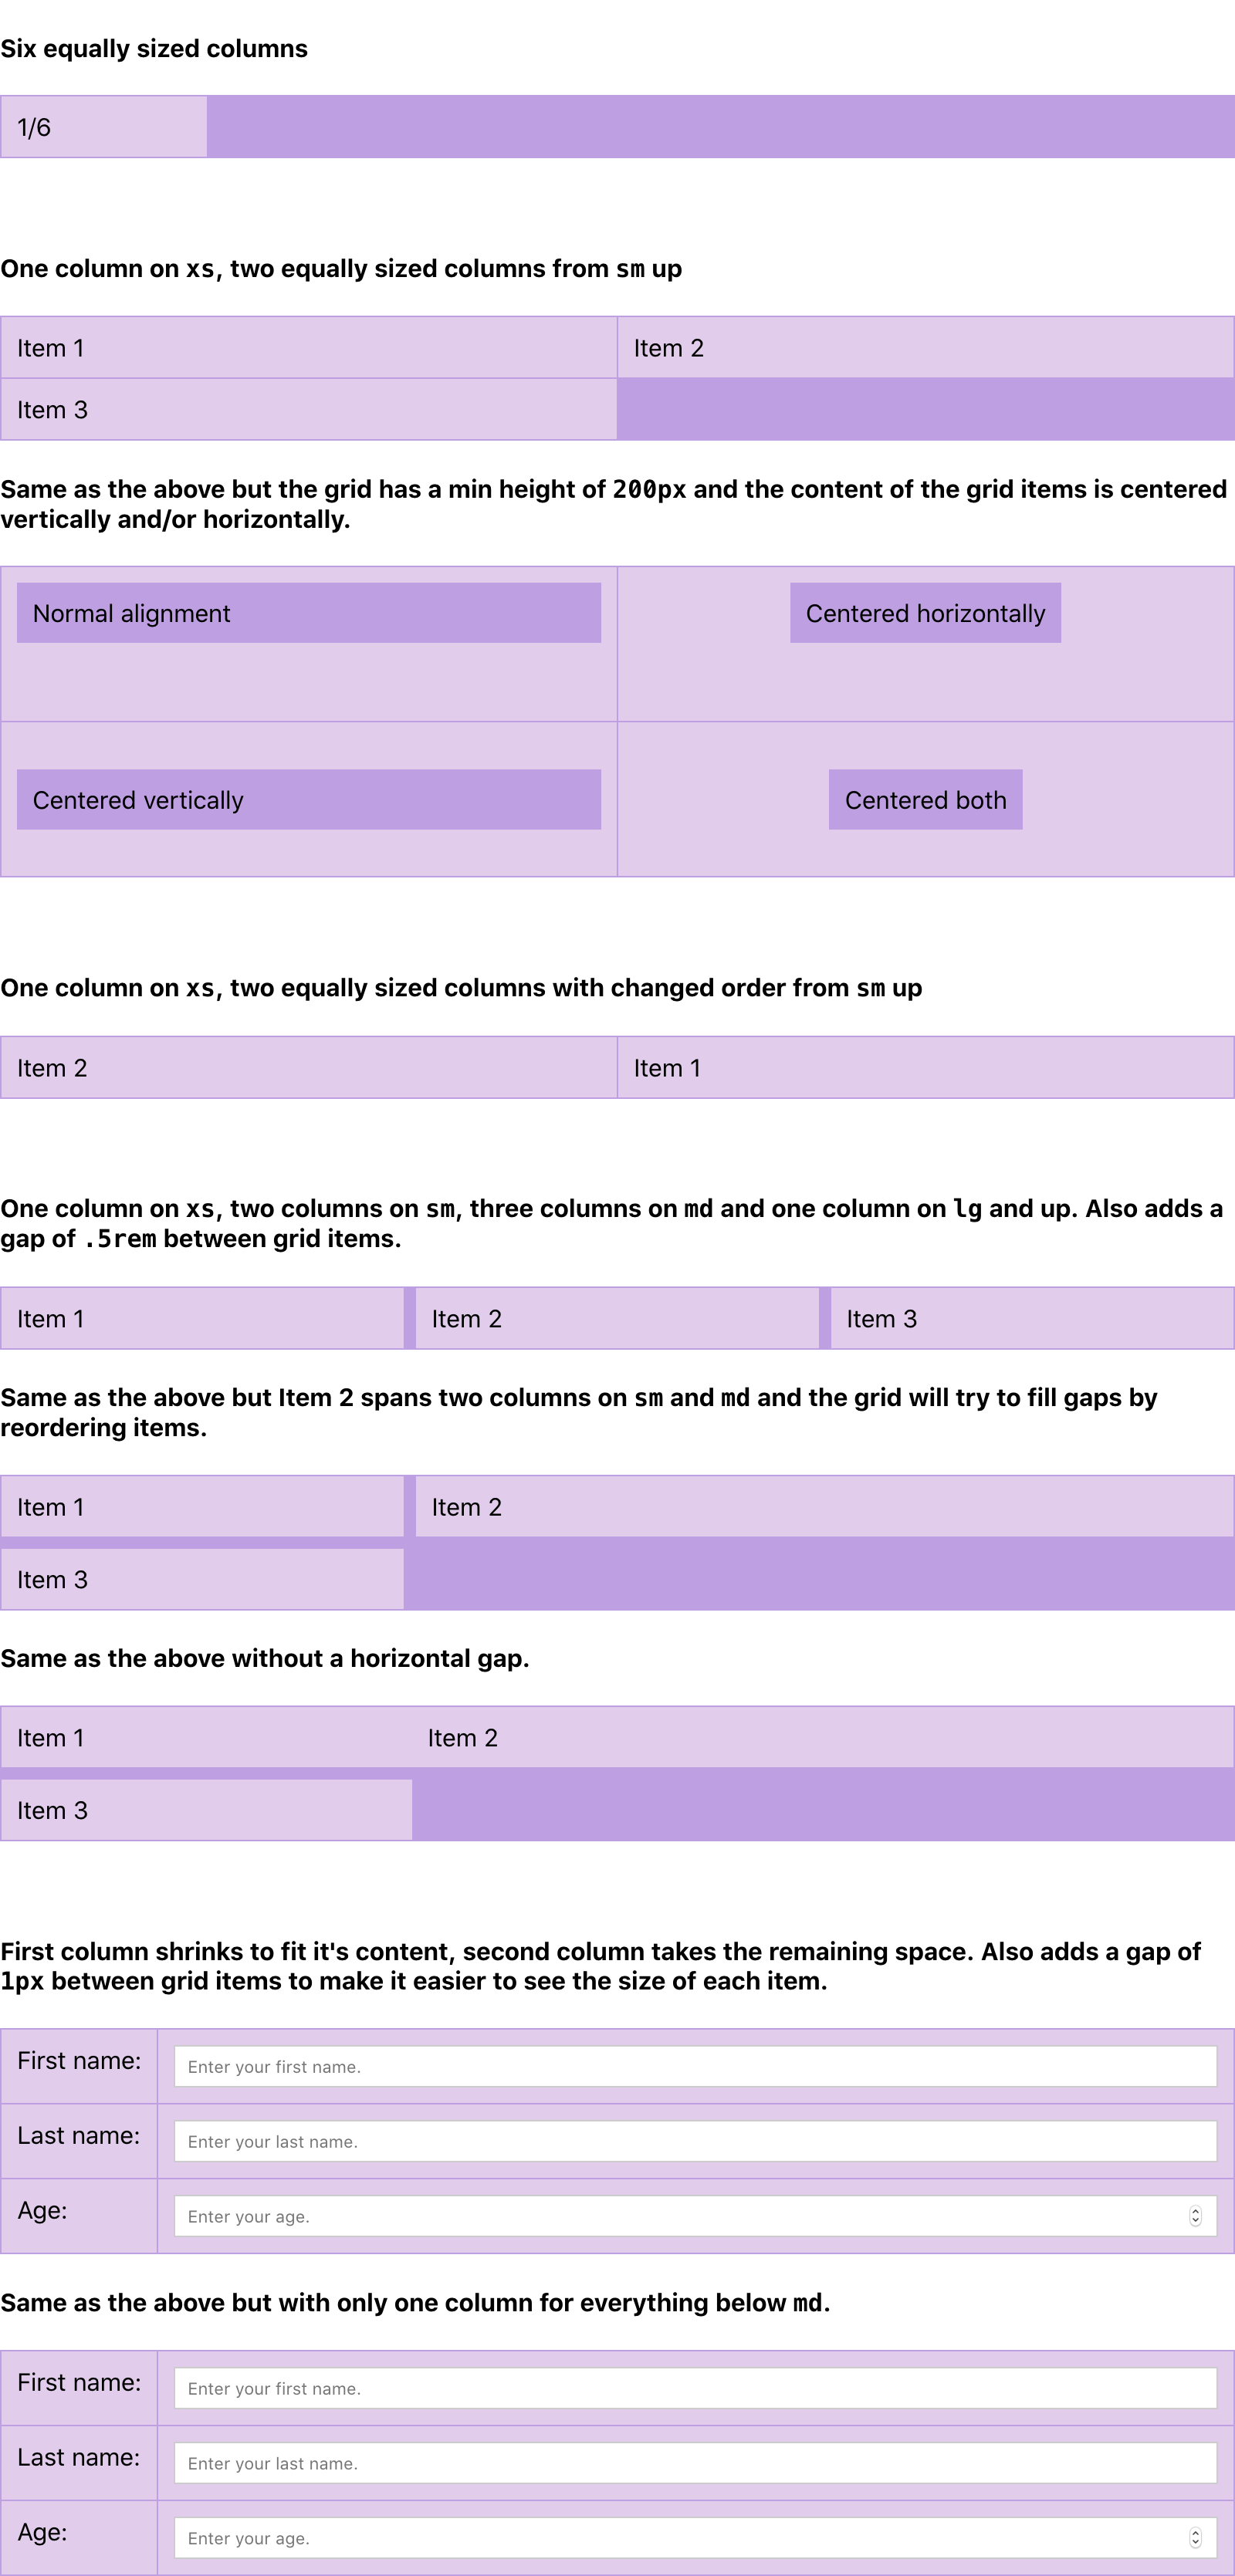 Six equally sized columns
1/6
One column on xs, two equally sized columns from sm up
Item 1
Item 2
Item 3
Same as the above but the grid has a min height of 200px and the content of the grid items is centered
vertically and/or horizontally.
Normal alignment
Centered horizontally
Centered vertically
Centered both
One column on xs, two equally sized columns with changed order from sm up
Item 2
Item 1
One column on xs, two columns on sm, three columns on md and one column on lg and up. Also adds a
gap of .5rem between grid items.
Item 1
Item 2
Item 3
Same as the above but Item 2 spans two columns on sm and md and the grid will try to fill gaps by
reordering items.
Item 1
Item 2
Item 3
Same as the above without a horizontal gap.
Item 1
Item 2
Item 3
First column shrinks to fit it's content, second column takes the remaining space. Also adds a gap of
1px between grid items to make it easier to see the size of each item.
First name:
Enter your first name.
Last name:
Enter your last name.
Age:
Enter your age.
Same as the above but with only one column for everything below md.
First name:
Enter your first name.
Last name:
Enter your last name.
Age:
Enter your age.